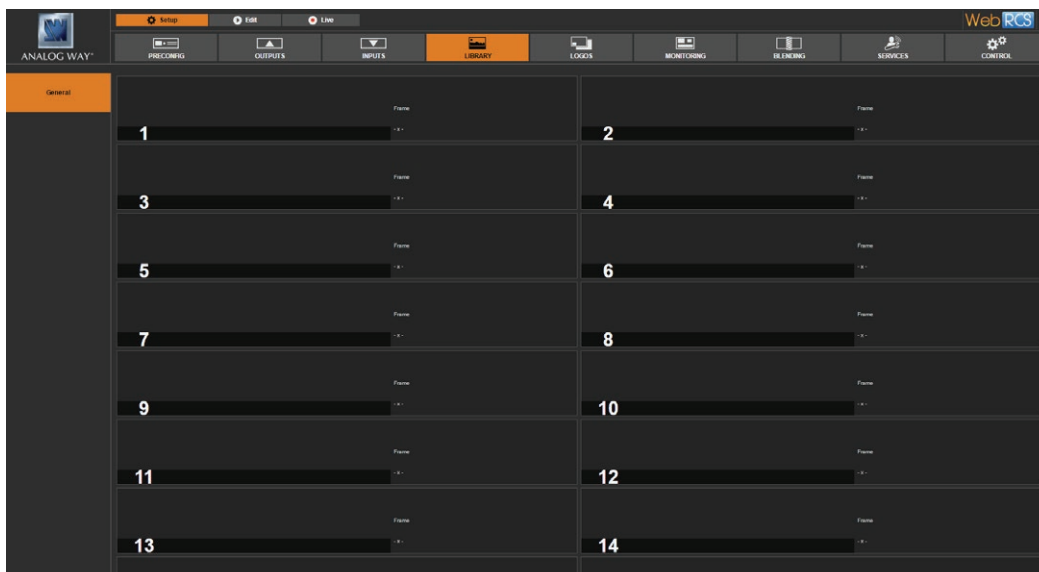 Setup
Edit
Live
Web RCS
ANALOG WAY
PRECONFIG
OUTPUTS
INPUTS
LIBRARY
LOGOS
MONITORING
BLENDING
SERVICES
CONTROL
General
Frame
1
- x -
Frame
2
- x -
Frame
3
- x -
Frame
4
- x -
Frame
5
- x -
Frame
6
- x -
Frame
7
- x -
Frame
8
- x -
Frame
9
- x -
Frame
10
- x -
Frame
11
- x -
Frame
12
- x -
Frame
13
- x -
Frame
14
- x -